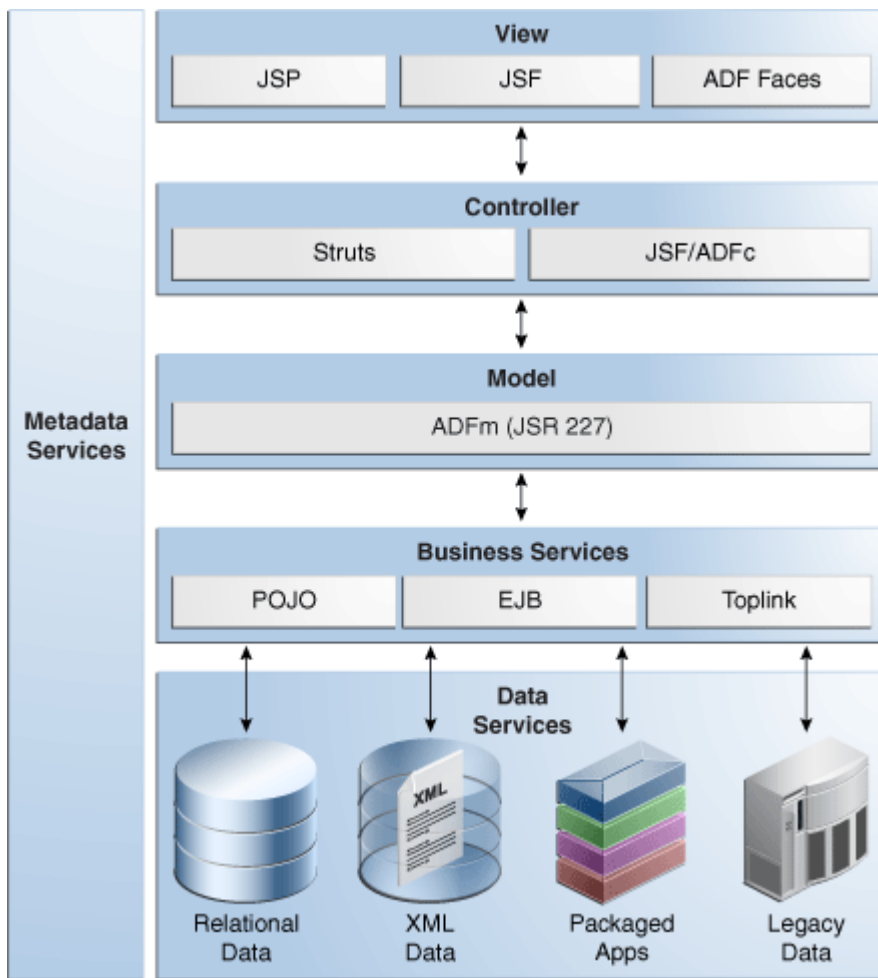 Metadata
Services
View
JSP
JSF
ADF Faces
Controller
Struts
JSF/ADFc
Model
ADFm (JSR 227)
Business Services
POJO
EJB
Toplink
Data
Services
XML
Relational
Data
XML
Data
Packaged
Apps
Legacy
Data